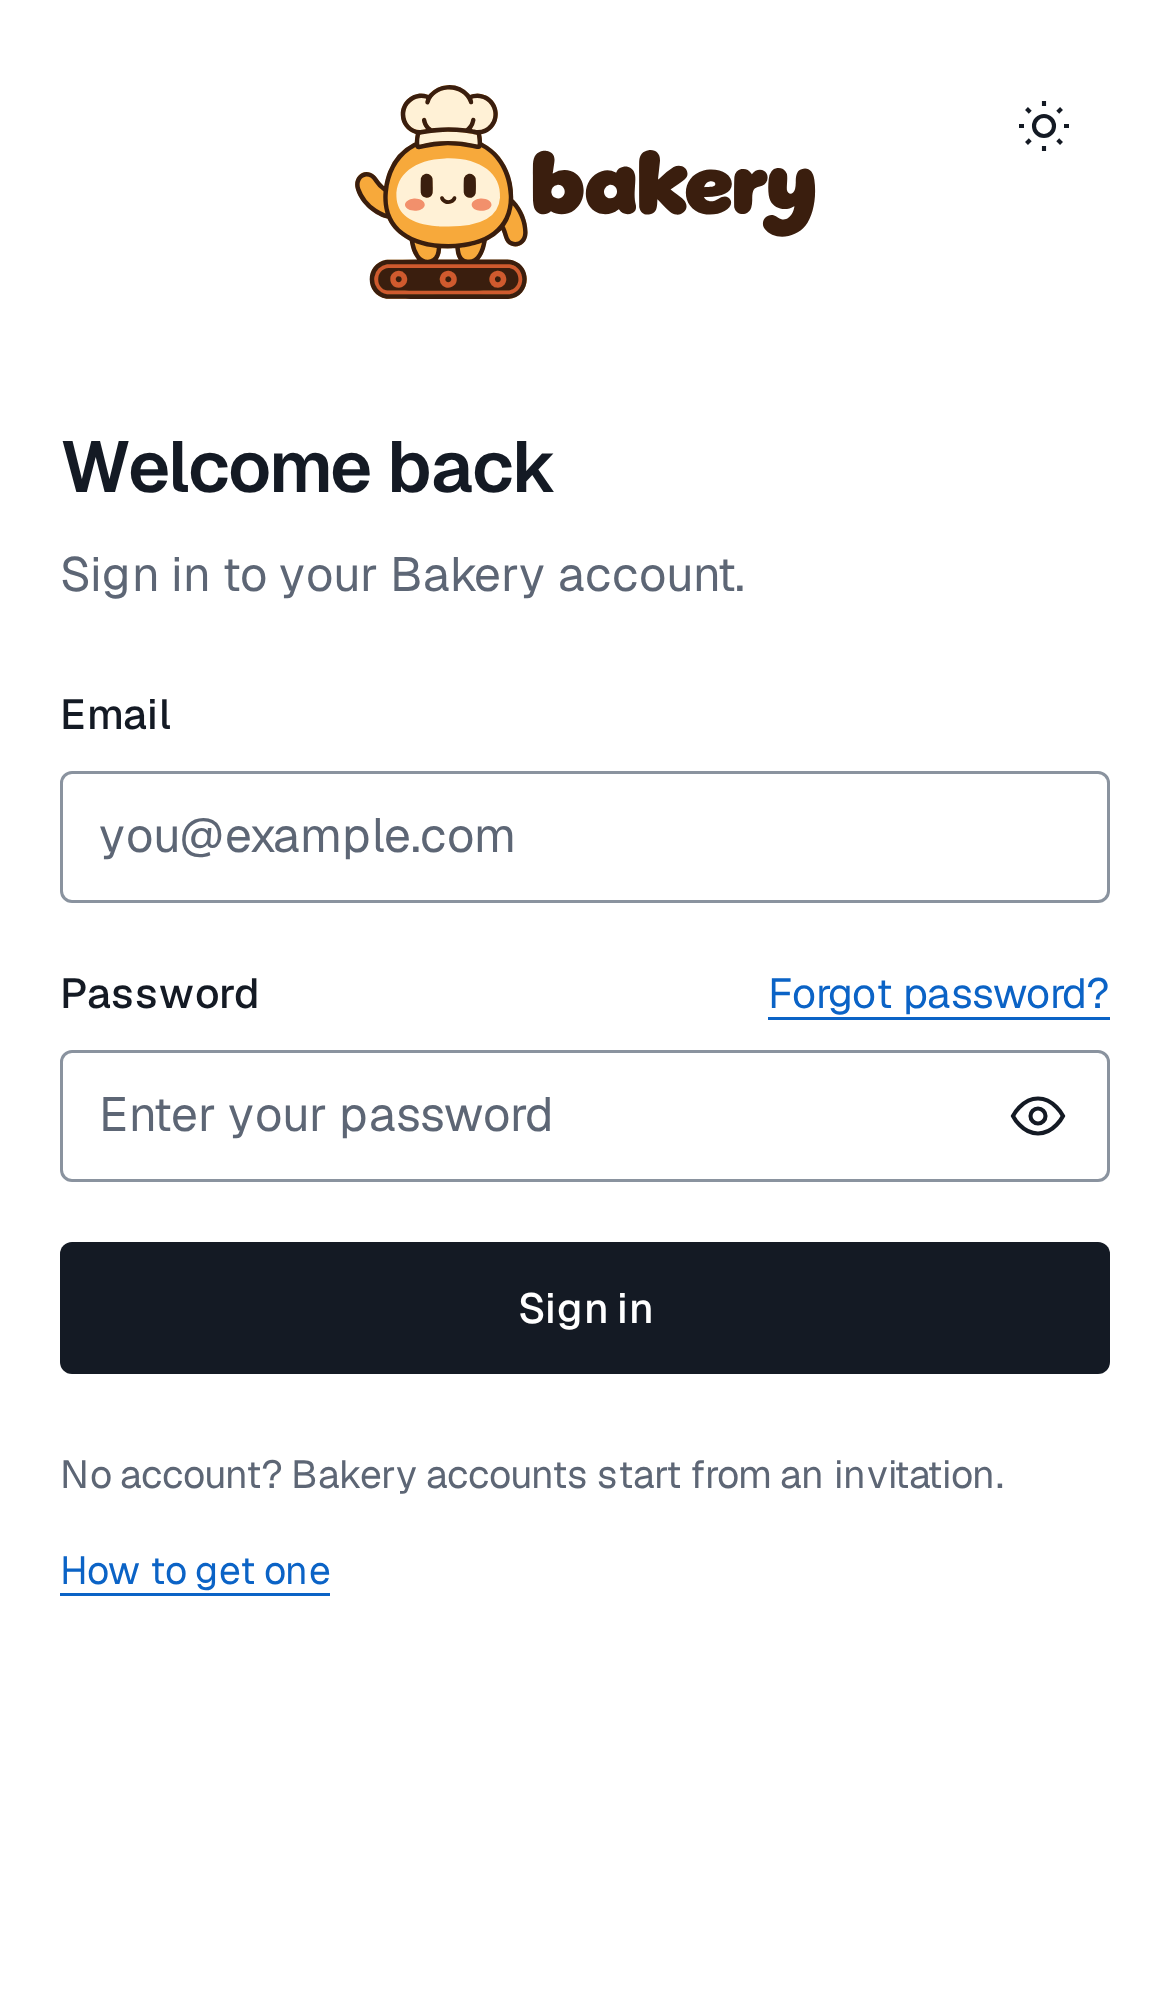 bakery
Welcome back
Sign in to your Bakery account.
Email
you@example.com
Password
Forgot password?
Enter your password
Sign in
No account? Bakery accounts start from an invitation.
How to get one